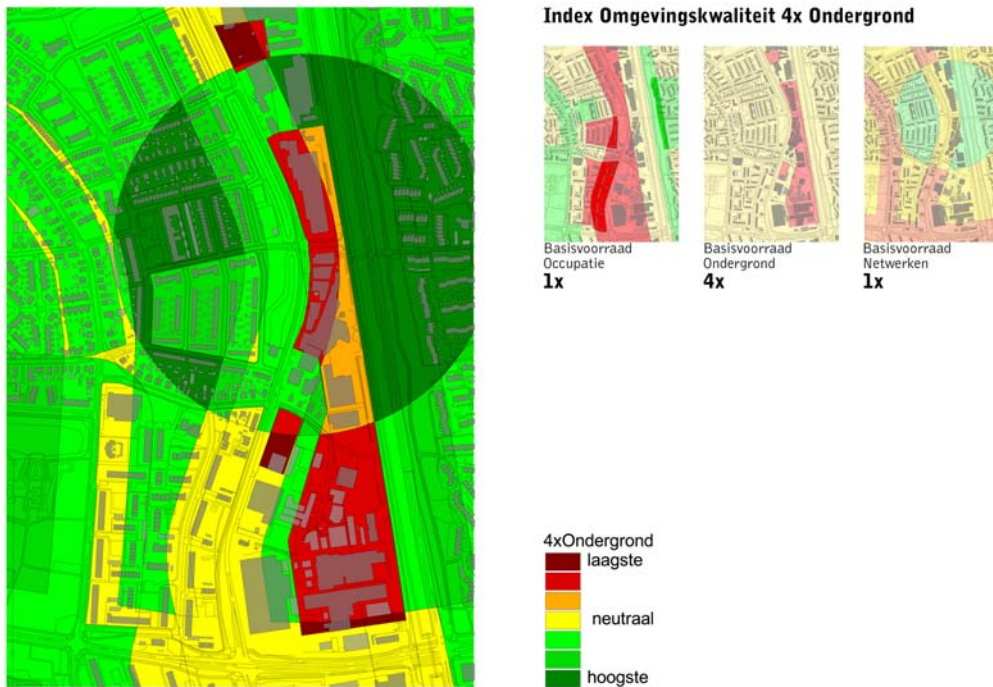 Index Omgevingskwaliteit 4x Ondergrond
Basisvoorraad
Occupatie
1x
Basisvoorraad
Ondergrond
4x
Basisvoorraad
Netwerken
1x
4xOndergrond
laagste
neutraal
hoogste